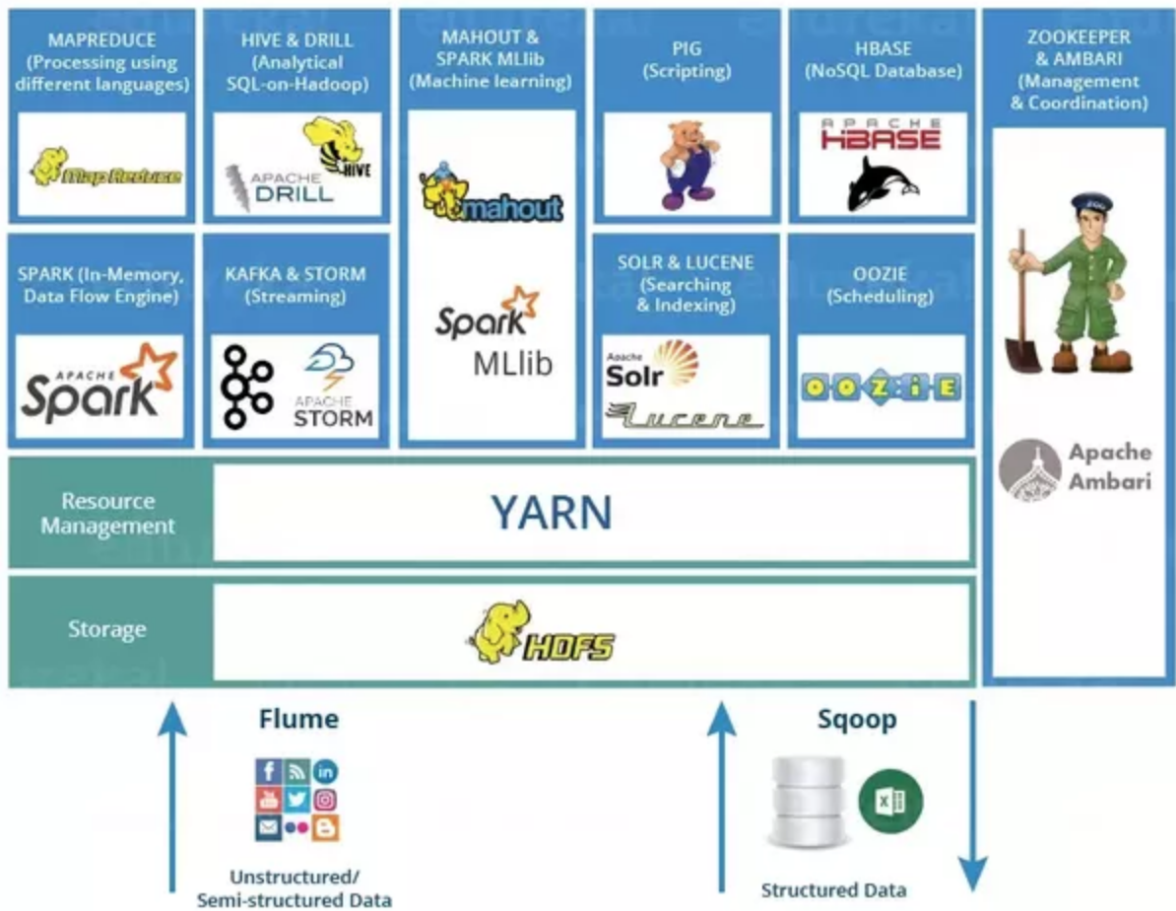 MAPREDUCE
(Processing using
different languages)
Map Reduce
HIVE & DRILL
(Analytical
SQL-on-Hadoop)
HIVE
APACHE
DRILL
MAHOUT &
SPARK MLlib
(Machine learning)
mahout
Spark
MLlib
PIG
(Scripting)
HBASE
(NoSQL Database)
APACHE
HBASE
ZOOKEEPER
& AMBARI
(Management
& Coordination)
Apache
Ambari
SPARK (In-Memory,
Data Flow Engine)
APACHE
Spark
KAFKA & STORM
(Streaming)
APACHE
STORM
SOLR & LUCENE
(Searching
& Indexing)
Apache
Solr
Lucene
OOZIE
(Scheduling)
OOZIE
Resource
Management
YARN
Storage
HDFS
Flume
in
Unstructured/
Semi-structured Data
Sqoop
Structured Data